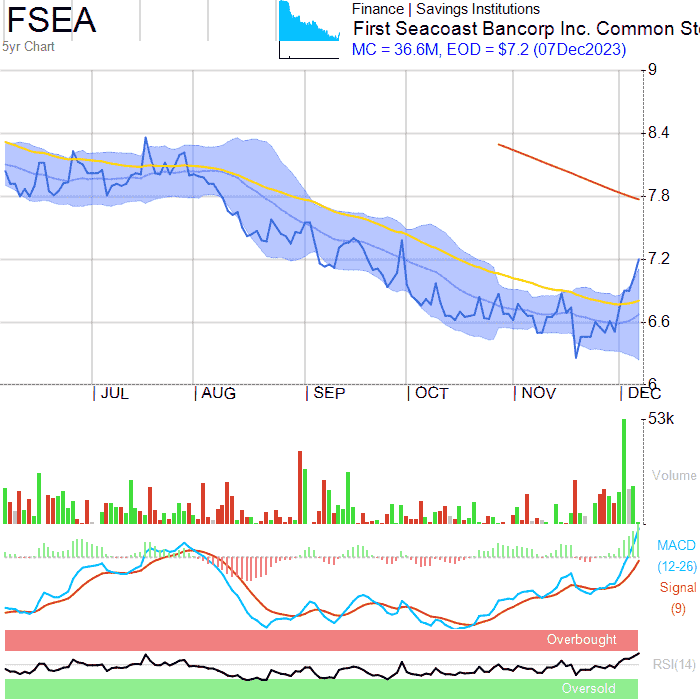 FSEA
5yr Chart
Finance | Savings Institutions
First Seacoast Bancorp Inc. Common Sto
MC = 36.6M, EOD = $7.2 (07Dec2023)
9
8.4
7.8
7.2
6.6
6
JUL AUG SEP OCT NOV DEC
53k
Volume
MACD
(12-26)
Signal
(9)
Overbought
RSI(14)
Oversold